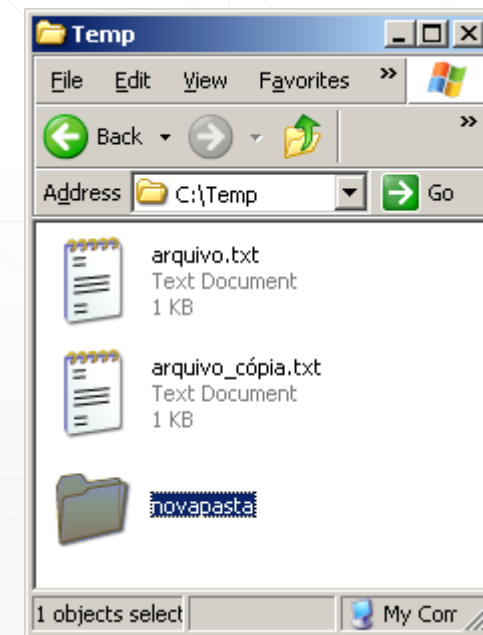 Temp
File Edit View Favorites »
Back »
Address C:\Temp Go
arquivo.txt
Text Document
1 KB
arquivo_cópia.txt
Text Document
1 KB
novapasta
1 objects select My Com